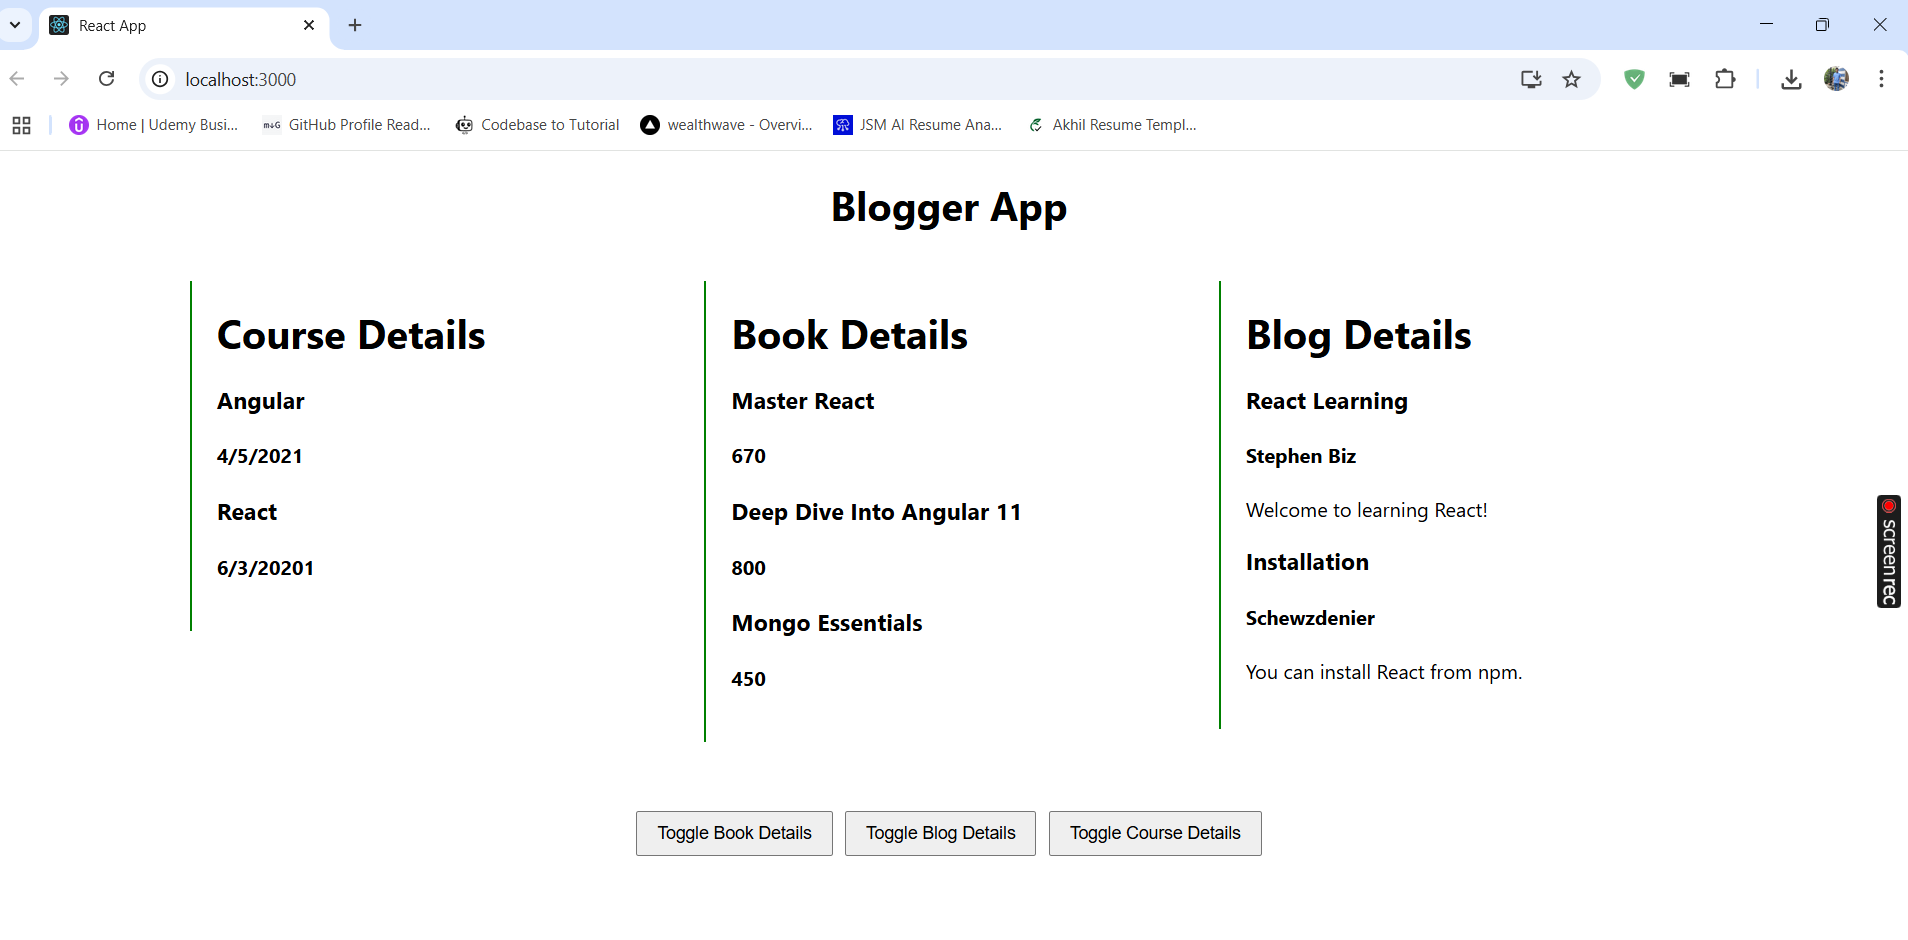 React App
localhost:3000
Home | Udemy Busi...
m↓G GitHub Profile Read...
Codebase to Tutorial
wealthwave - Overvi...
JSM AI Resume Ana...
Akhil Resume Templ...
Blogger App
Course Details
Angular
4/5/2021
React
6/3/20201
Book Details
Master React
670
Deep Dive Into Angular 11
800
Mongo Essentials
450
Blog Details
React Learning
Stephen Biz
Welcome to learning React!
Installation
Schewzdenier
You can install React from npm.
screenrec
Toggle Book Details
Toggle Blog Details
Toggle Course Details